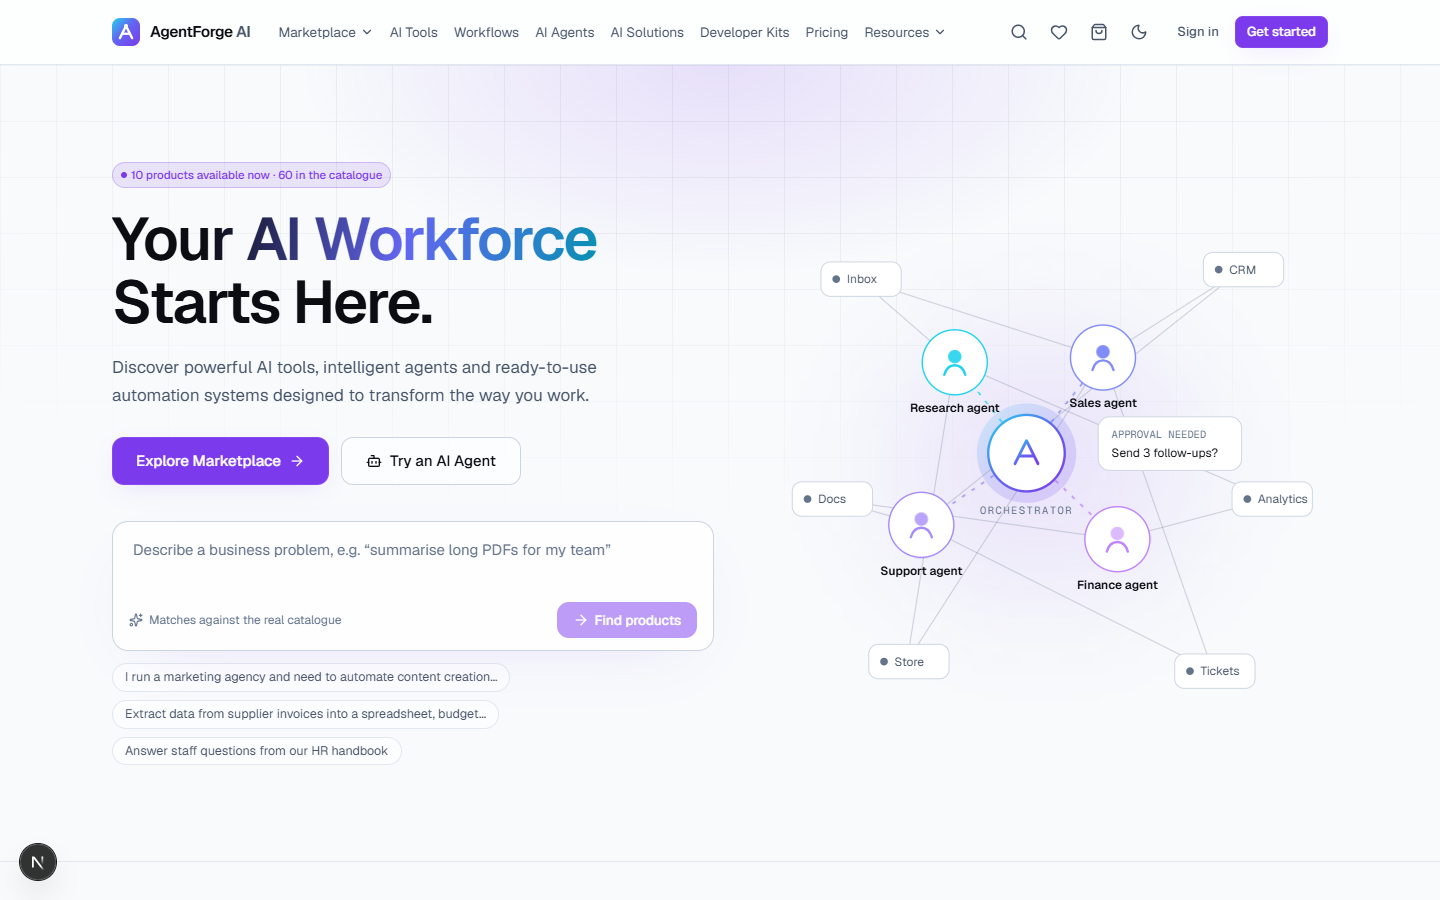 AgentForge AI
Marketplace
AI Tools
Workflows
AI Agents
AI Solutions
Developer Kits
Pricing
Resources
Sign in
Get started
10 products available now · 60 in the catalogue
Your AI Workforce
Starts Here.
Discover powerful AI tools, intelligent agents and ready-to-use
automation systems designed to transform the way you work.
Explore Marketplace
Try an AI Agent
Describe a business problem, e.g. “summarise long PDFs for my team”
Matches against the real catalogue
Find products
I run a marketing agency and need to automate content creation…
Extract data from supplier invoices into a spreadsheet, budget…
Answer staff questions from our HR handbook
Inbox
CRM
Research agent
Sales agent
APPROVAL NEEDED
Send 3 follow-ups?
Docs
Analytics
ORCHESTRATOR
Support agent
Finance agent
Store
Tickets
N